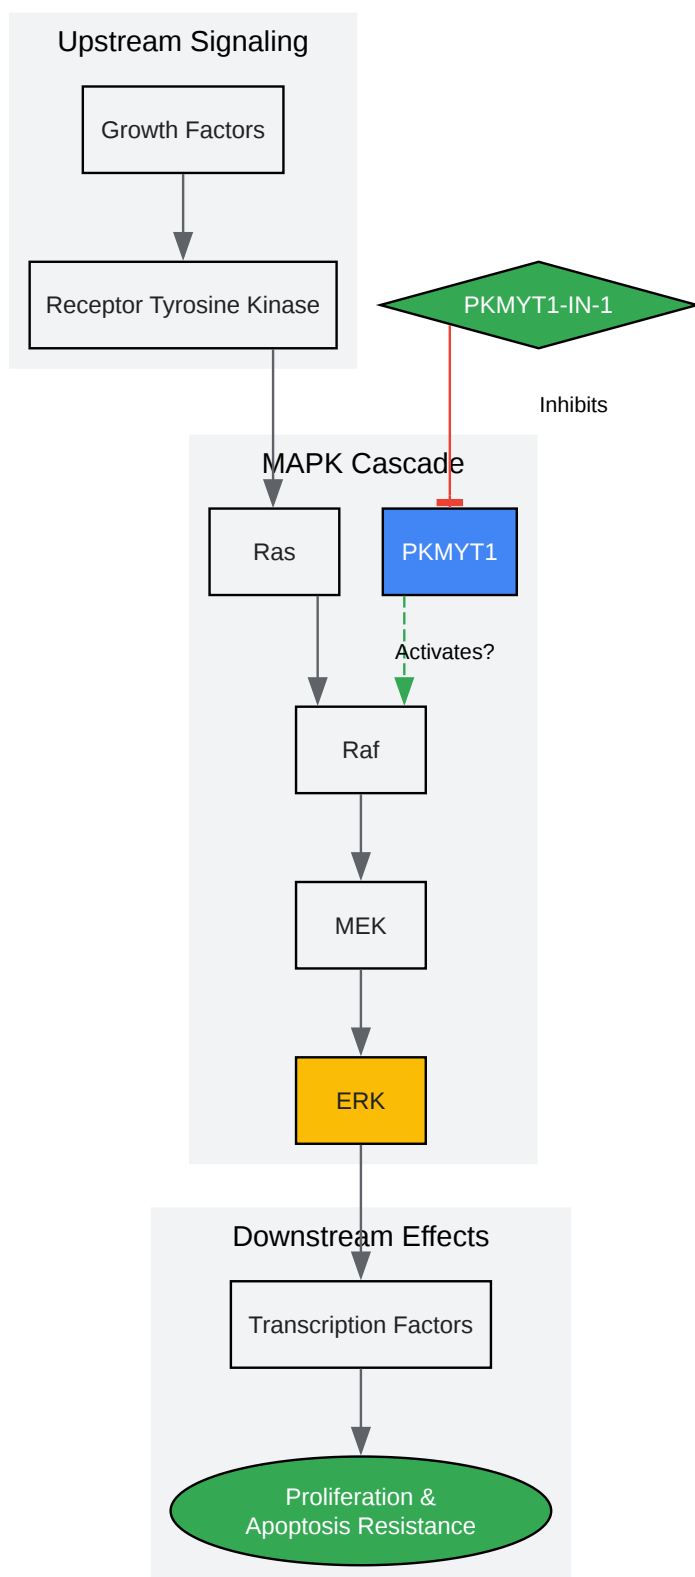 Upstream Signaling
Growth Factors
Receptor Tyrosine Kinase
PKMYT1-IN-1
Inhibits
MAPK Cascade
Ras
PKMYT1
Activates?
Raf
MEK
ERK
Downstream Effects
Transcription Factors
Proliferation &
Apoptosis Resistance